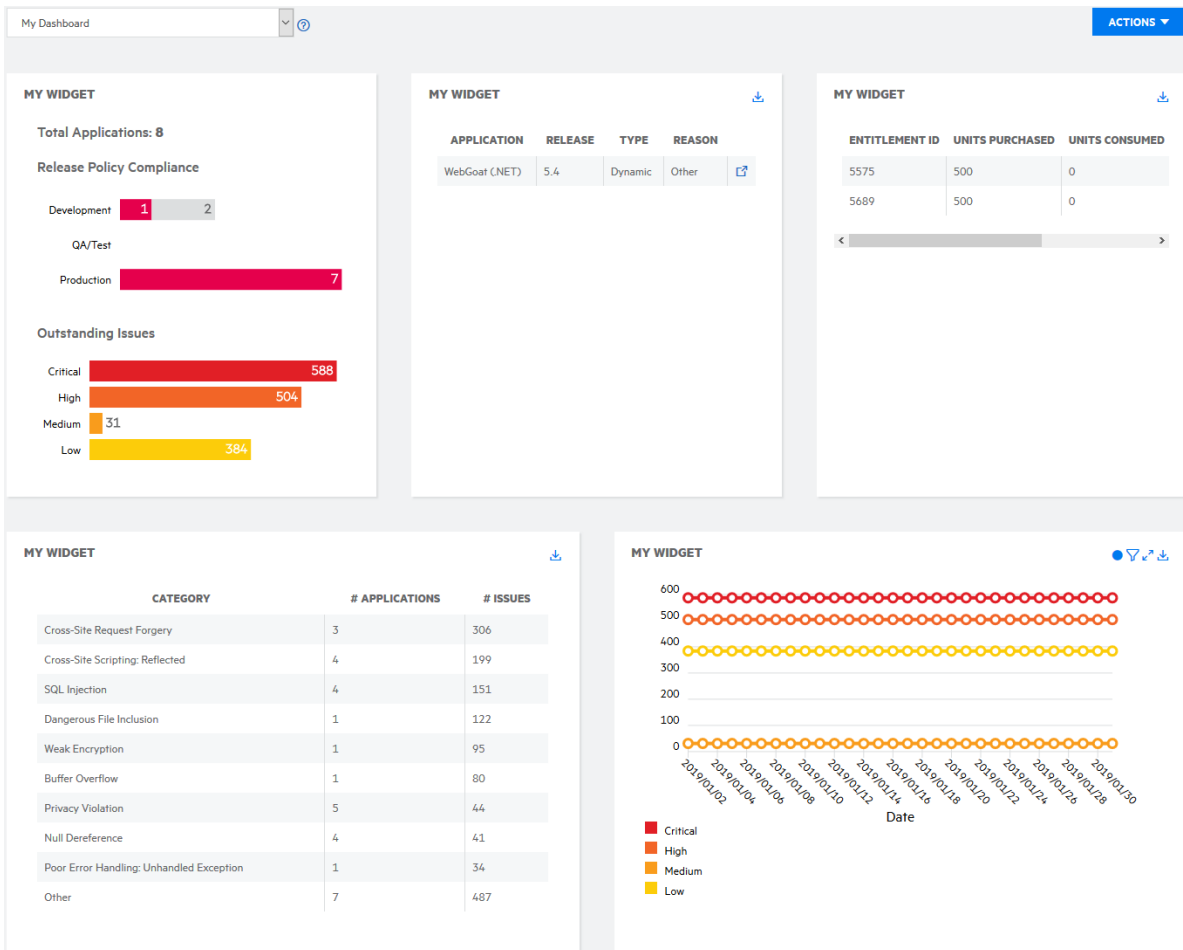 My Dashboard
ACTIONS
MY WIDGET
Total Applications: 8
Release Policy Compliance
Development 1 2
QA/Test
Production 7
Outstanding Issues
Critical 588
High 504
Medium 31
Low 384
MY WIDGET
APPLICATION RELEASE TYPE REASON
WebGoat (.NET) 5.4 Dynamic Other
MY WIDGET
ENTITLEMENT ID UNITS PURCHASED UNITS CONSUMED
5575 500 0
5689 500 0
MY WIDGET
CATEGORY # APPLICATIONS # ISSUES
Cross-Site Request Forgery 3 306
Cross-Site Scripting: Reflected 4 199
SQL Injection 4 151
Dangerous File Inclusion 1 122
Weak Encryption 1 95
Buffer Overflow 1 80
Privacy Violation 5 44
Null Dereference 4 41
Poor Error Handling: Unhandled Exception 1 34
Other 7 487
MY WIDGET
600
500
400
300
200
100
0
2019/01/02 2019/01/04 2019/01/06 2019/01/08 2019/01/10 2019/01/12 2019/01/14 2019/01/16 2019/01/18 2019/01/20 2019/01/22 2019/01/24 2019/01/26 2019/01/28 2019/01/30
Date
Critical
High
Medium
Low